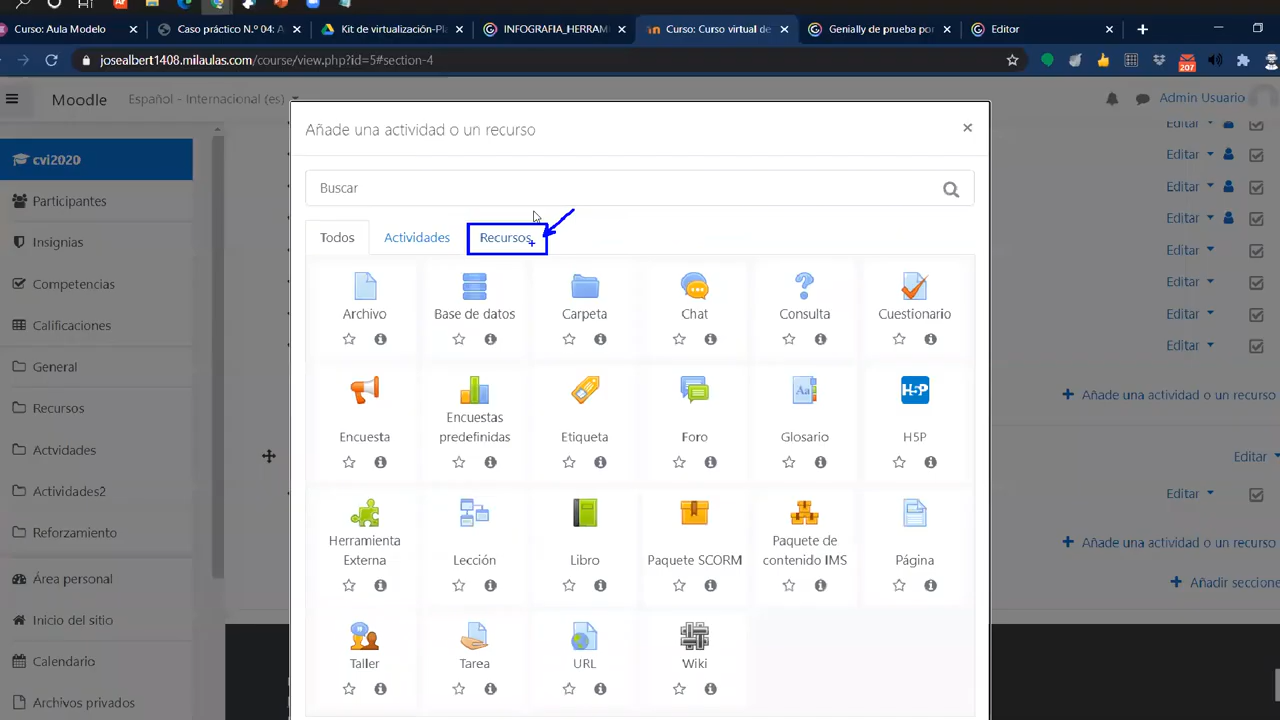 Curso: Aula Modelo
Caso práctico N.º 04: A
Kit de virtualización-Pla
INFOGRAFIA_HERRAM
Curso: Curso virtual de
Genially de prueba por
Editor
josealbert1408.milaulas.com/course/view.php?id=5#section-4
207
Moodle
Español - Internacional (es)
Admin Usuario
cvi2020
Participantes
Insignias
Competencias
Calificaciones
General
Recursos
Actividades
Actividades2
Reforzamiento
Área personal
Inicio del sitio
Calendario
Archivos privados
Añade una actividad o un recurso
Buscar
Todos
Actividades
Recursos
Archivo
Base de datos
Carpeta
Chat
Consulta
Cuestionario
Encuesta
Encuestas
predefinidas
Etiqueta
Foro
Glosario
H5P
H5P
Herramienta
Externa
Lección
Libro
Paquete SCORM
Paquete de
contenido IMS
Página
Taller
Tarea
URL
Wiki
Editar
Editar
Editar
Editar
Editar
Editar
Editar
Editar
Añade una actividad o un recurso
Editar
Editar
Añade una actividad o un recurso
Añadir seccione